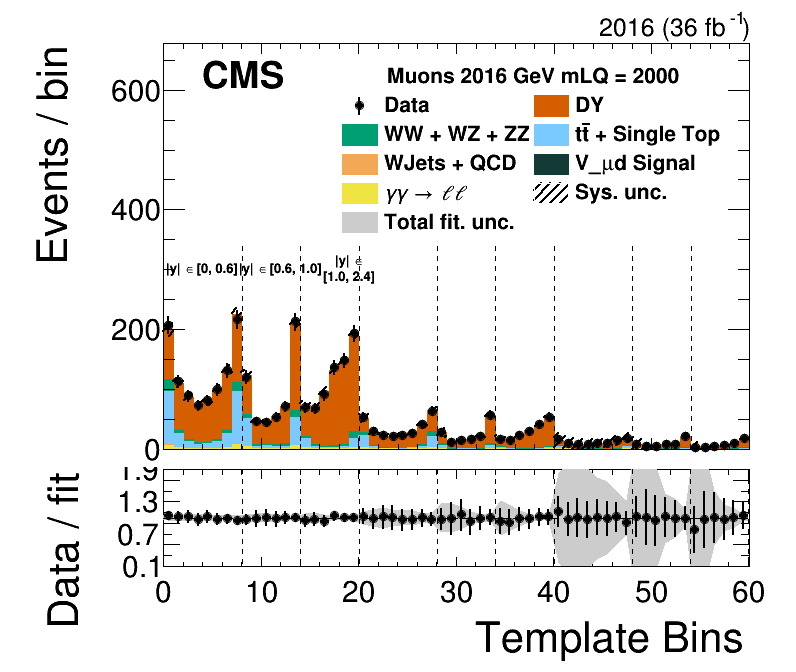 2016 (36 fb⁻¹)
CMS
Muons 2016 GeV mLQ = 2000
Data
DY
WW + WZ + ZZ
tt̄ + Single Top
WJets + QCD
V_μd Signal
γγ → ℓℓ
Sys. unc.
Total fit. unc.
Events / bin
600
400
200
0
|y| ∈ [0, 0.6]
|y| ∈ [0.6, 1.0]
|y| ∈
[1.0, 2.4]
Data / fit
1.9
1.3
0.7
0.1
0 10 20 30 40 50 60
Template Bins